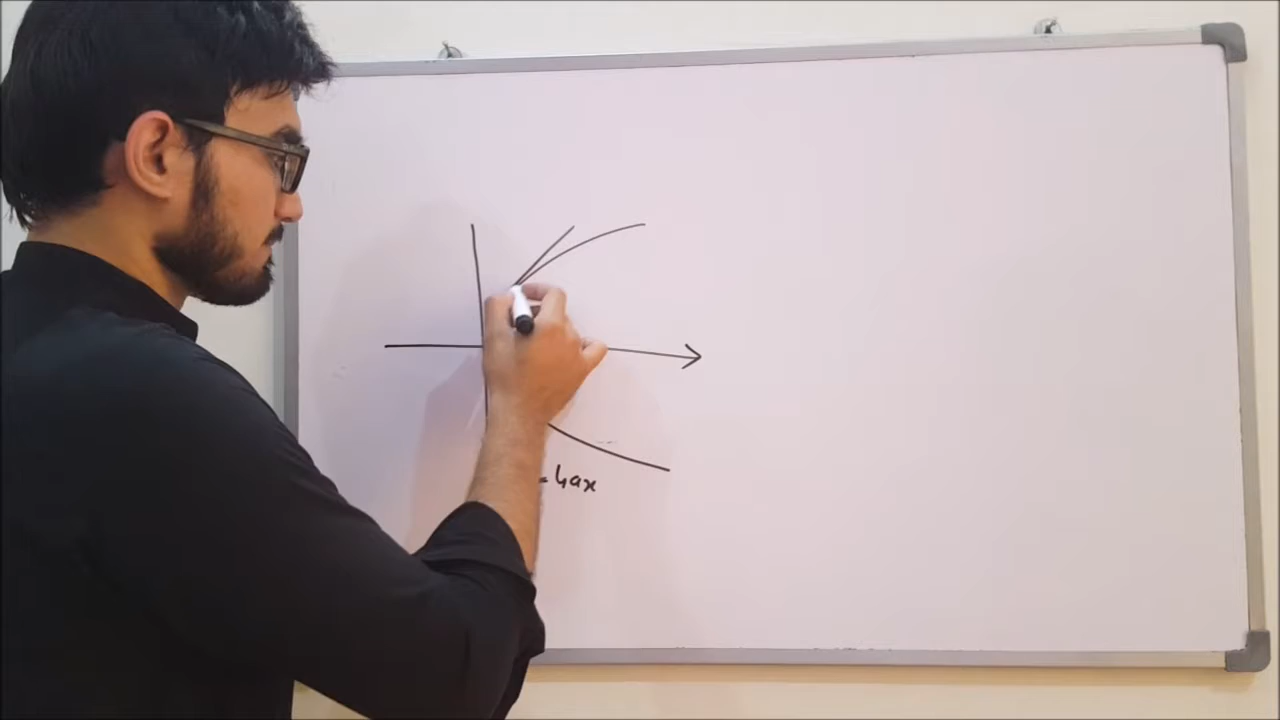 = 4ax